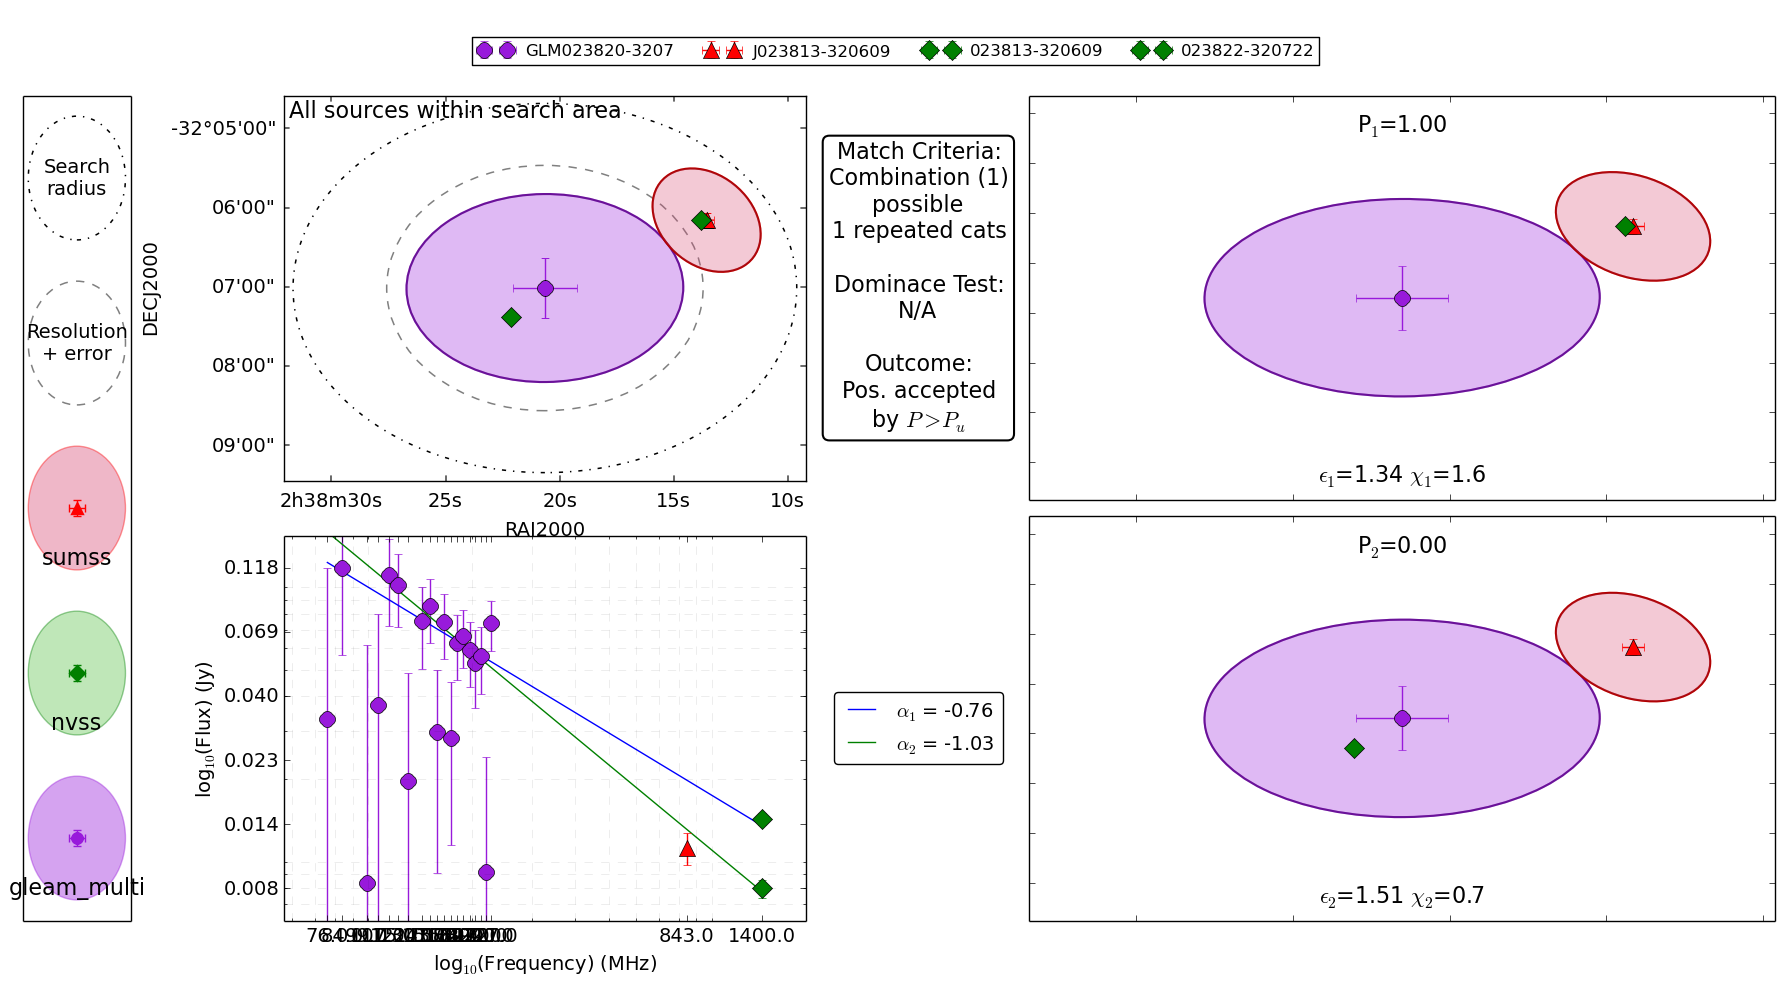 GLM023820-3207 J023813-320609 023813-320609 023822-320722
Search
radius
Resolution
+ error
sumss
nvss
gleam_multi
All sources within search area
DECJ2000
-32°05'00"
06'00"
07'00"
08'00"
09'00"
2h38m30s 25s 20s 15s 10s
RAJ2000
Match Criteria:
Combination (1)
possible
1 repeated cats
Dominace Test:
N/A
Outcome:
Pos. accepted
by P>Pᵤ
P₁=1.00
ϵ₁=1.34 χ₁=1.6
P₂=0.00
ϵ₂=1.51 χ₂=0.7
log₁₀(Flux) (Jy)
0.118
0.069
0.040
0.023
0.014
0.008
843.0 1400.0
log₁₀(Frequency) (MHz)
α₁ = -0.76
α₂ = -1.03